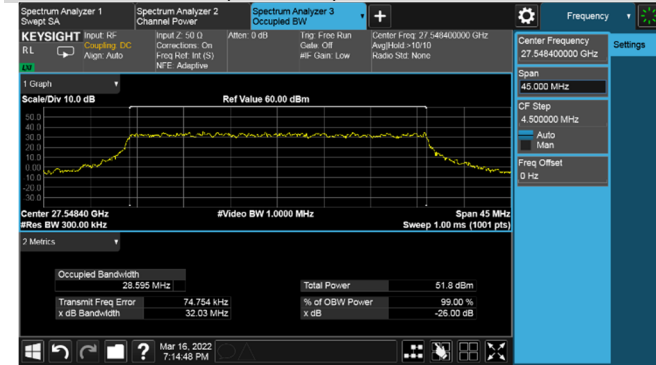 Spectrum Analyzer 1
Swept SA
Spectrum Analyzer 2
Channel Power
Spectrum Analyzer 3
Occupied BW
Frequency
KEYSIGHT
RL
Input: RF
Coupling: DC
Align: Auto
Input Z: 50 Ω
Corrections: On
Freq Ref: Int (S)
NFE: Adaptive
Atten: 0 dB
Trig: Free Run
Gate: Off
#IF Gain: Low
Center Freq: 27.548400000 GHz
Avg|Hold:>10/10
Radio Std: None
Center Frequency
27.548400000 GHz
Settings
Span
45.000 MHz
CF Step
4.500000 MHz
Auto
Man
Freq Offset
0 Hz
1 Graph
Scale/Div 10.0 dB
Ref Value 60.00 dBm
50.0
40.0
30.0
20.0
10.0
0.00
-10.0
-20.0
-30.0
Center 27.54840 GHz
#Video BW 1.0000 MHz
Span 45 MHz
#Res BW 300.00 kHz
Sweep 1.00 ms (1001 pts)
2 Metrics
Occupied Bandwidth
28.595 MHz
Total Power 51.8 dBm
Transmit Freq Error 74.754 kHz
% of OBW Power 99.00 %
x dB Bandwidth 32.03 MHz
x dB -26.00 dB
?
Mar 16, 2022
7:14:48 PM